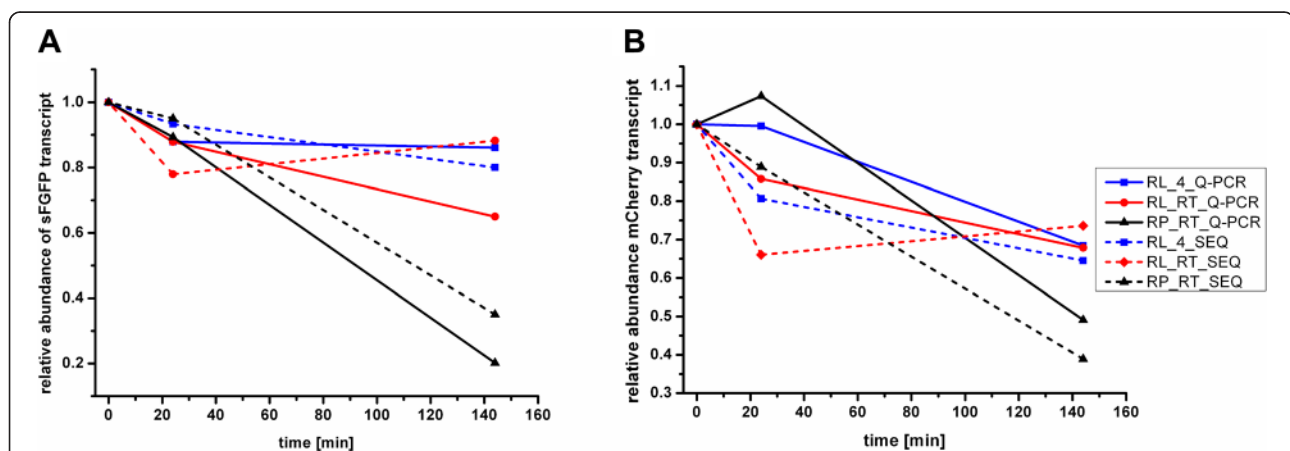 A
relative abundance of sFGFP transcript
1.0
0.8
0.6
0.4
0.2
0 20 40 60 80 100 120 140 160
time [min]
B
relative abundance mCherry transcript
1.1
1.0
0.9
0.8
0.7
0.6
0.5
0.4
0.3
0 20 40 60 80 100 120 140 160
time [min]
RL_4_Q-PCR
RL_RT_Q-PCR
RP_RT_Q-PCR
RL_4_SEQ
RL_RT_SEQ
RP_RT_SEQ